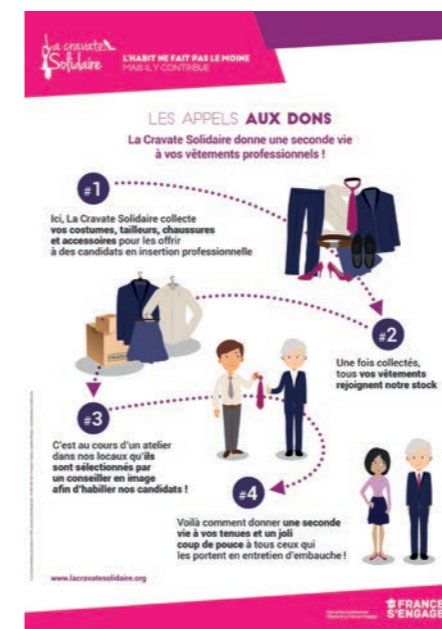 La cravate
Solidaire
L'HABIT NE FAIT PAS LE MOINE
MAIS IL Y CONTRIBUE
LES APPELS AUX DONS
La Cravate Solidaire donne une seconde vie
à vos vêtements professionnels !
#1
Ici, La Cravate Solidaire collecte
vos costumes, tailleurs, chaussures
et accessoires pour les offrir
à des candidats en insertion professionnelle
#2
Une fois collectés,
tous vos vêtements
rejoignent notre stock
#3
C'est au cours d'un atelier
dans nos locaux qu'ils
sont sélectionnés par
un conseiller en image
afin d'habiller nos candidats !
#4
Voilà comment donner une seconde
vie à vos tenues et un joli
coup de pouce à tous ceux qui
les portent en entretien d'embauche !
www.lacravatesolidaire.org
FRANCE
S'ENGAGE